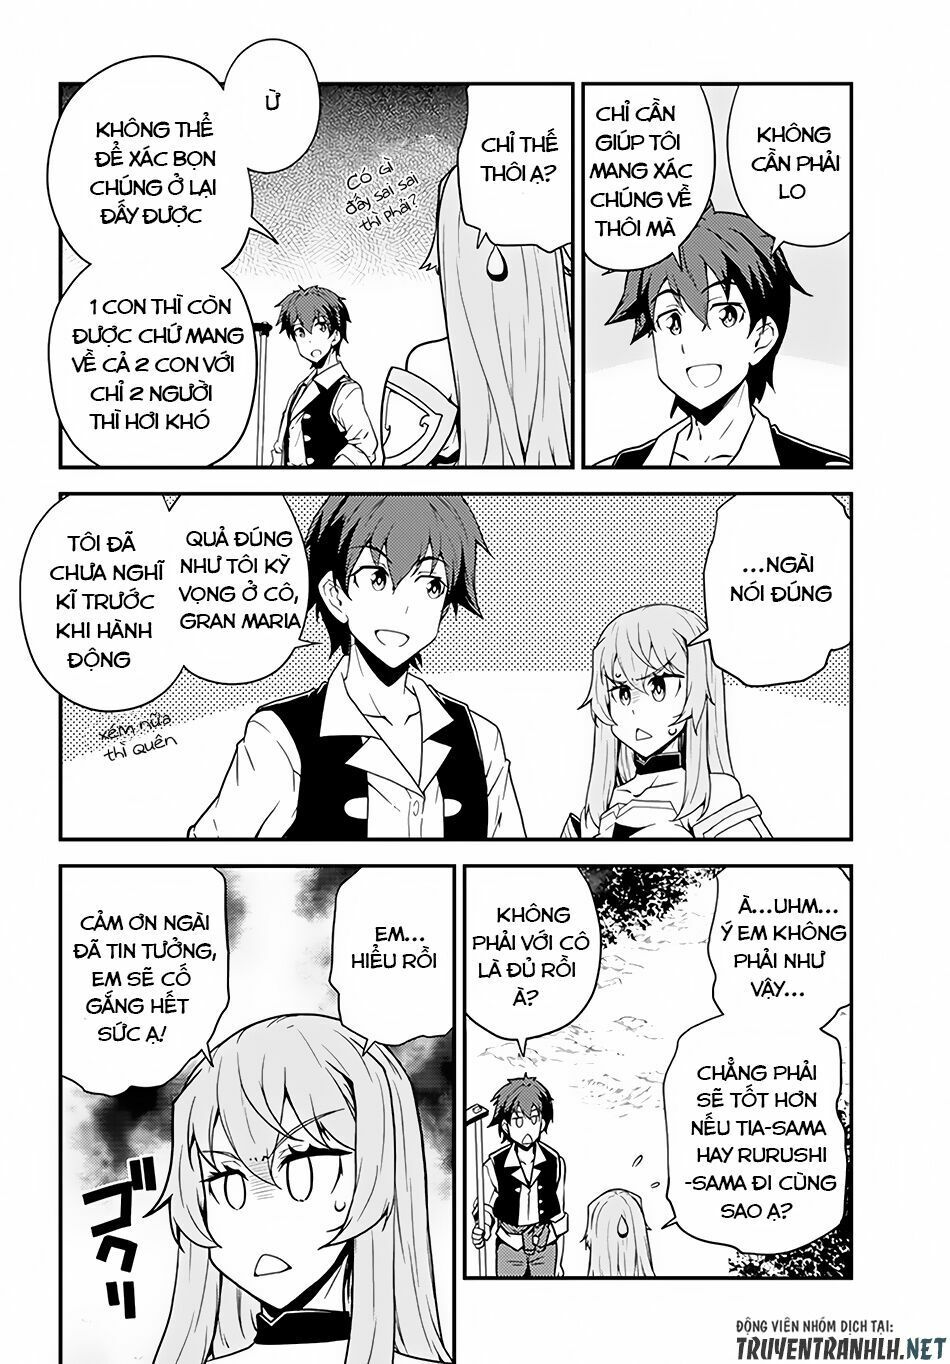 KHÔNG
CẦN PHẢI
LO
CHỈ CẦN
GIÚP TÔI
MANG XÁC
CHÚNG VỀ
THÔI MÀ
CHỈ THẾ
THÔI Ạ?
Có gì
đấy sai sai
thì phải?
Ừ
KHÔNG THỂ
ĐỂ XÁC BỌN
CHÚNG Ở LẠI
ĐẤY ĐƯỢC
1 CON THÌ CÒN
ĐƯỢC CHỨ MANG
VỀ CẢ 2 CON VỚI
CHỈ 2 NGƯỜI
THÌ HƠI KHÓ
...NGÀI
NÓI ĐÚNG
QUẢ ĐÚNG
NHƯ TÔI KỲ
VỌNG Ở CÔ,
GRAN MARIA
TÔI ĐÃ
CHƯA NGHĨ
KĨ TRƯỚC
KHI HÀNH
ĐỘNG
xém nữa
thì quên
À...UHM...
Ý EM KHÔNG
PHẢI NHƯ
VẬY...
CHẲNG PHẢI
SẼ TỐT HƠN
NẾU TIA-SAMA
HAY RURUSHI
-SAMA ĐI CÙNG
SAO Ạ?
KHÔNG
PHẢI VỚI CÔ
LÀ ĐỦ RỒI
À?
EM...
HIỂU RỒI
CẢM ƠN NGÀI
ĐÃ TIN TƯỞNG,
EM SẼ CỐ
GẮNG HẾT
SỨC Ạ!
ゴクリ
ĐỘNG VIÊN NHÓM DỊCH TẠI:
TRUYENTRANHLH.NET